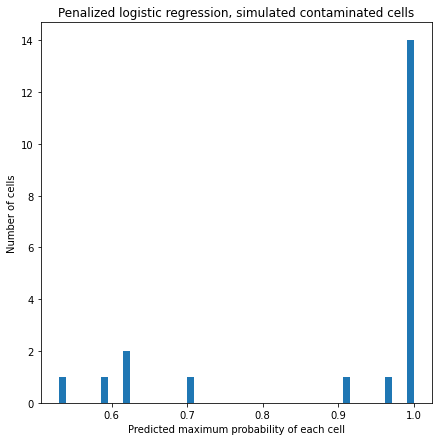 Penalized logistic regression, simulated contaminated cells
14
12
10
8
6
4
2
0
Number of cells
0.6 0.7 0.8 0.9 1.0
Predicted maximum probability of each cell